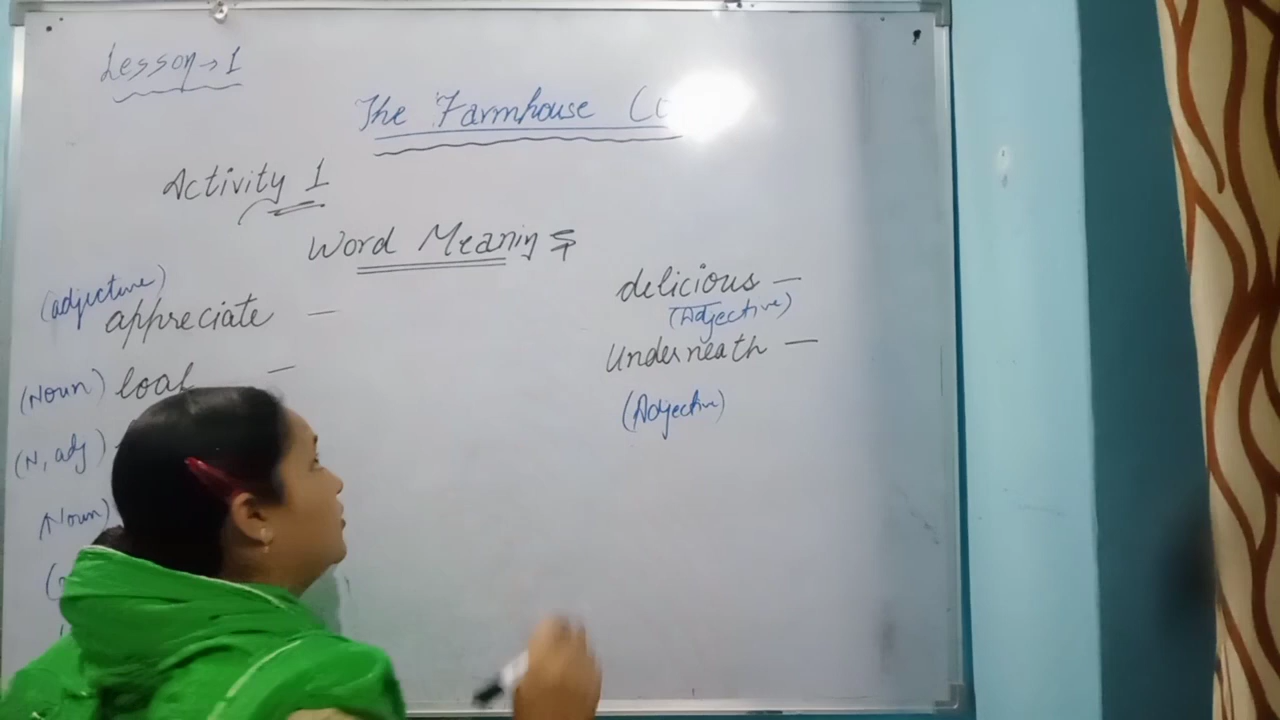 Lesson → 1
The Farmhouse
Activity 1
Word Meanings
(adjective)
appreciate —
(Noun) loaf —
(N, adj)
Noun)
delicious —
(Adjective)
Underneath —
(Adjective)